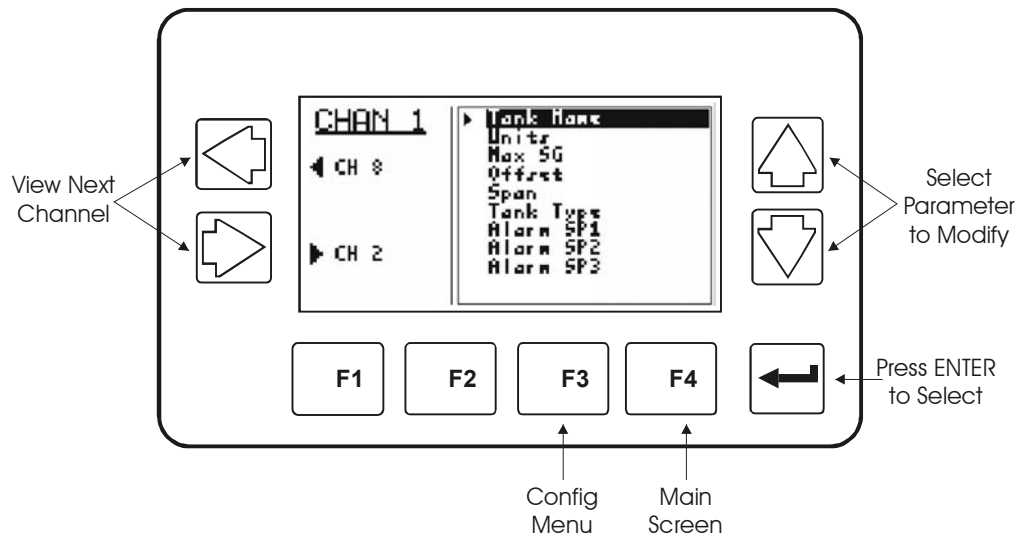 CHAN 1
CH 8
CH 2
Tank Name
Units
Max SG
Offset
Span
Tank Type
Alarm SP1
Alarm SP2
Alarm SP3
View Next
Channel
Select
Parameter
to Modify
F1
F2
F3
F4
Press ENTER
to Select
Config
Menu
Main
Screen